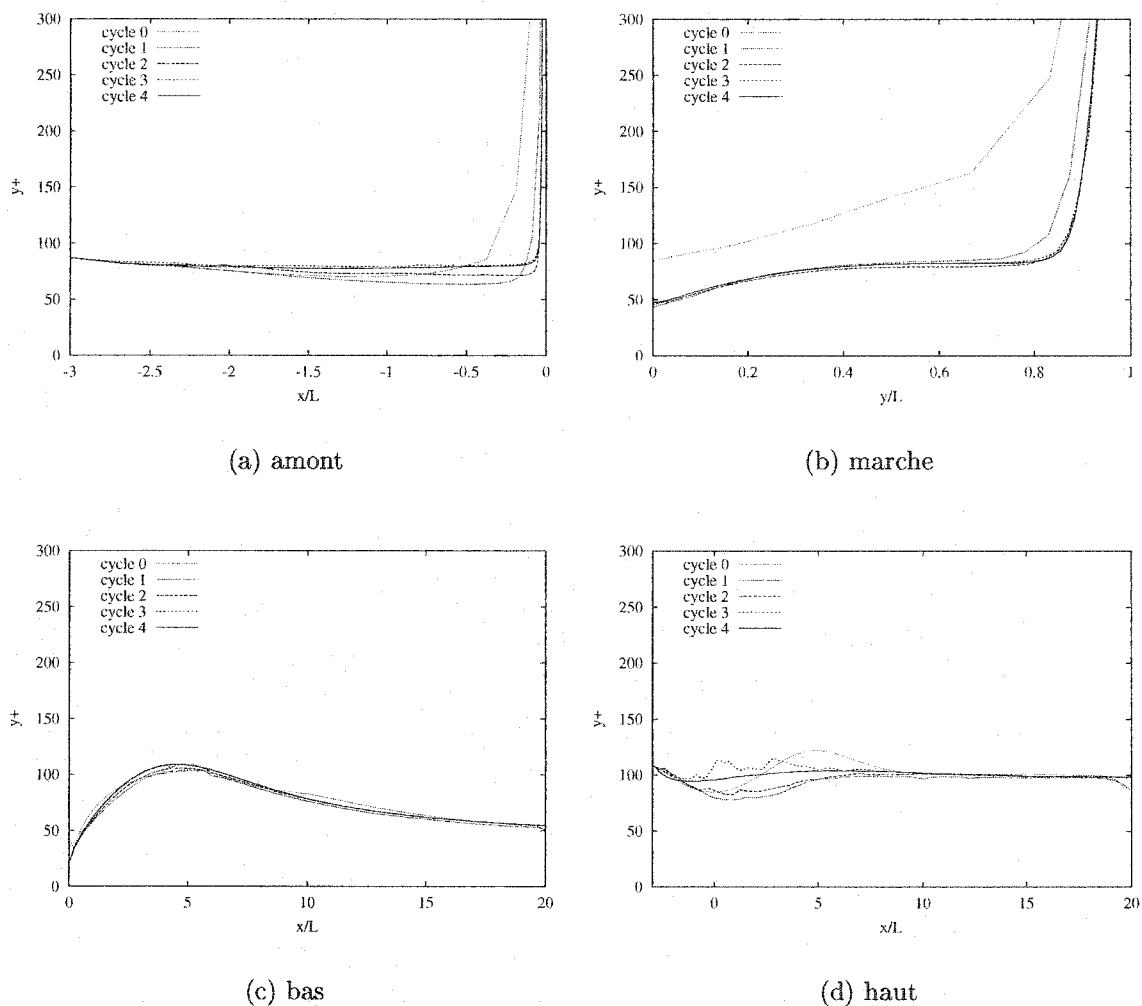 300
250
200
150
100
50
0
y+
cycle 0
cycle 1
cycle 2
cycle 3
cycle 4
-3
-2.5
-2
-1.5
-1
-0.5
0
x/L
(a) amont
300
250
200
150
100
50
0
y+
cycle 0
cycle 1
cycle 2
cycle 3
cycle 4
0
0.2
0.4
0.6
0.8
1
y/L
(b) marche
300
250
200
150
100
50
0
y+
cycle 0
cycle 1
cycle 2
cycle 3
cycle 4
0
5
10
15
20
x/L
(c) bas
300
250
200
150
100
50
0
y+
cycle 0
cycle 1
cycle 2
cycle 3
cycle 4
0
5
10
15
20
x/L
(d) haut